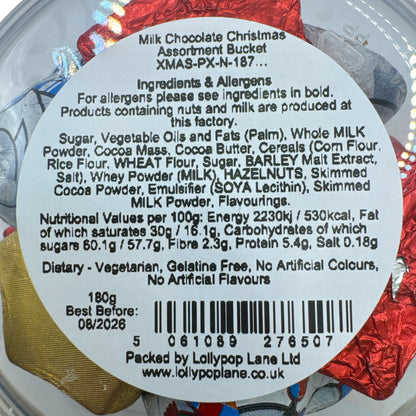 Milk Chocolate Christmas
Assortment Bucket
XMAS-PX-N-187...
Ingredients & Allergens
For allergens please see ingredients in bold.
Products containing nuts and milk are produced at
this factory.
Sugar, Vegetable Oils and Fats (Palm), Whole MILK
Powder, Cocoa Mass, Cocoa Butter, Cereals (Corn Flour,
Rice Flour, WHEAT Flour, Sugar, BARLEY Malt Extract,
Salt), Whey Powder (MILK), HAZELNUTS, Skimmed
Cocoa Powder, Emulsifier (SOYA Lecithin), Skimmed
MILK Powder, Flavourings.
Nutritional Values per 100g: Energy 2230kj / 530kcal, Fat
of which saturates 30g / 16.1g, Carbohydrates of which
sugars 60.1g / 57.7g, Fibre 2.3g, Protein 5.4g, Salt 0.18g
Dietary - Vegetarian, Gelatine Free, No Artificial Colours,
No Artificial Flavours
180g
Best Before:
08/2026
5 061089 276507
Packed by Lollypop Lane Ltd
www.lollypoplane.co.uk